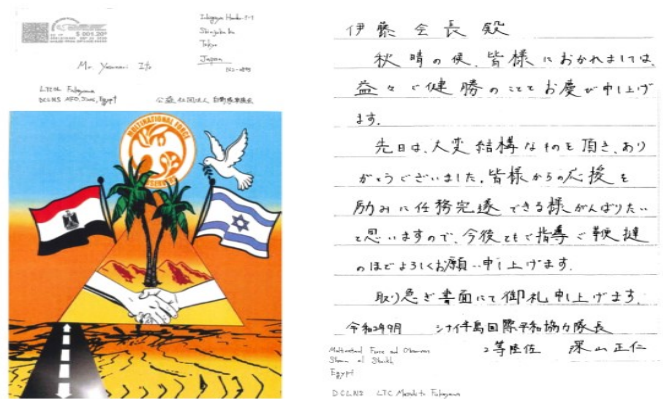 $ 001.20
Tokyo
Japan
Mr. Yasunari Ito
LTC M. Fukayama
DCLNS MFO, Sinai, Egypt
公益社団法人 自衛隊家族会
MULTINATIONAL FORCE
OBSERVERS
伊藤会長殿
秋晴の候、皆様におかれましては、
益々ご健勝のこととお慶び申し上げ
ます。
先日は、大変結構なものを頂き、あり
がとうございました。皆様からの応援を
励みに任務完遂できる様がんばりたい
と思いますので、今後ともご指導ご鞭撻
のほどよろしくお願い申し上げます。
取り急ぎ書面にて御礼申し上げます。
令和2年9月 シナイ半島国際平和協力隊長
2等陸佐 深山正仁
Multinational Force and Observers
Sharm el Sheikh
Egypt
DCLNS LTC Masahito Fukayama